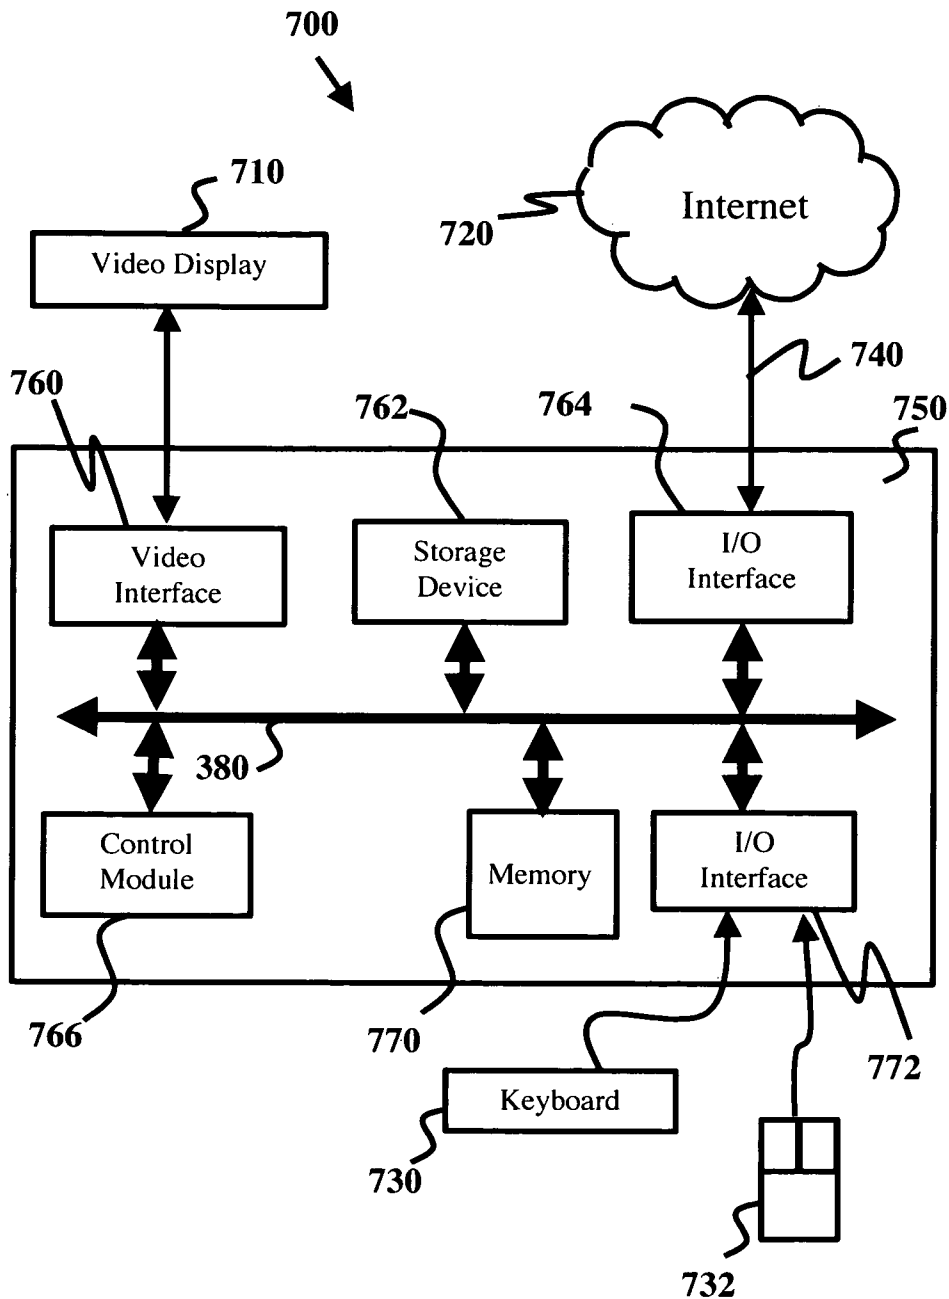 700
710
Video Display
Internet
720
740
760
762
764
750
Video
Interface
Storage
Device
I/O
Interface
380
Control
Module
Memory
I/O
Interface
766
770
772
Keyboard
730
732